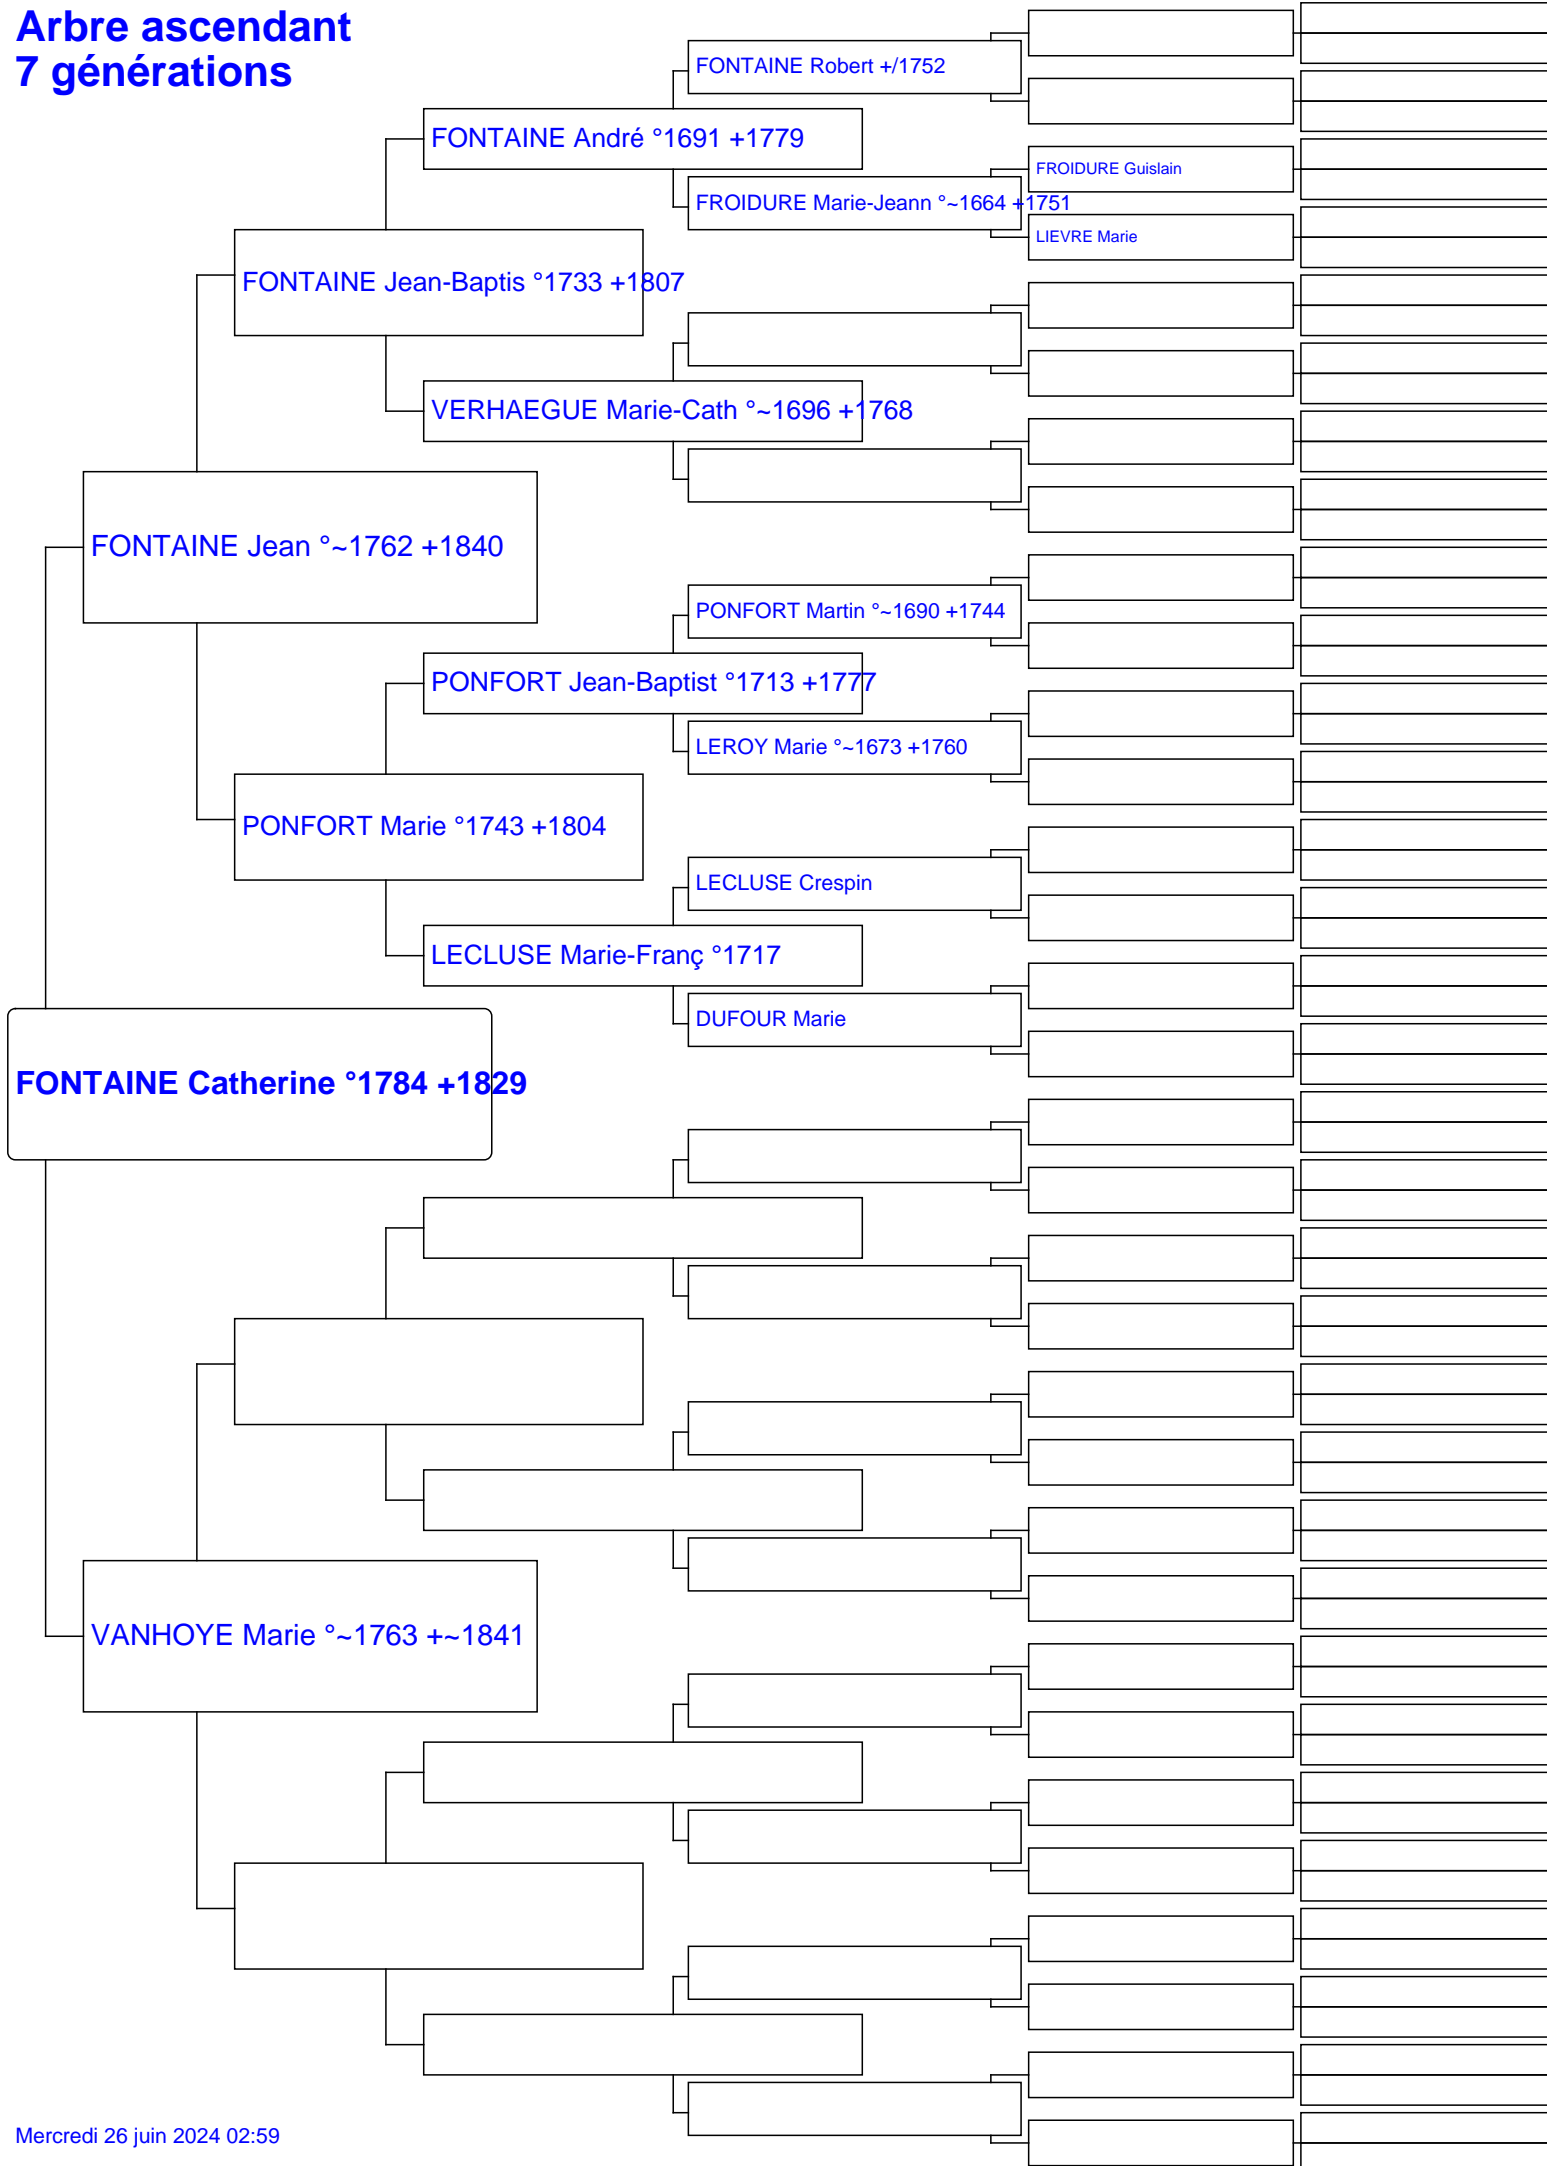 Arbre ascendant
7 générations
FONTAINE Robert +/1752
FONTAINE André °1691 +1779
FROIDURE Guislain
FROIDURE Marie-Jeann °~1664 +1751
LIEVRE Marie
FONTAINE Jean-Baptis °1733 +1807
VERHAEGUE Marie-Cath °~1696 +1768
FONTAINE Jean °~1762 +1840
PONFORT Martin °~1690 +1744
PONFORT Jean-Baptist °1713 +1777
LEROY Marie °~1673 +1760
PONFORT Marie °1743 +1804
LECLUSE Crespin
LECLUSE Marie-Franç °1717
DUFOUR Marie
FONTAINE Catherine °1784 +1829
VANHOYE Marie °~1763 +~1841
Mercredi 26 juin 2024 02:59